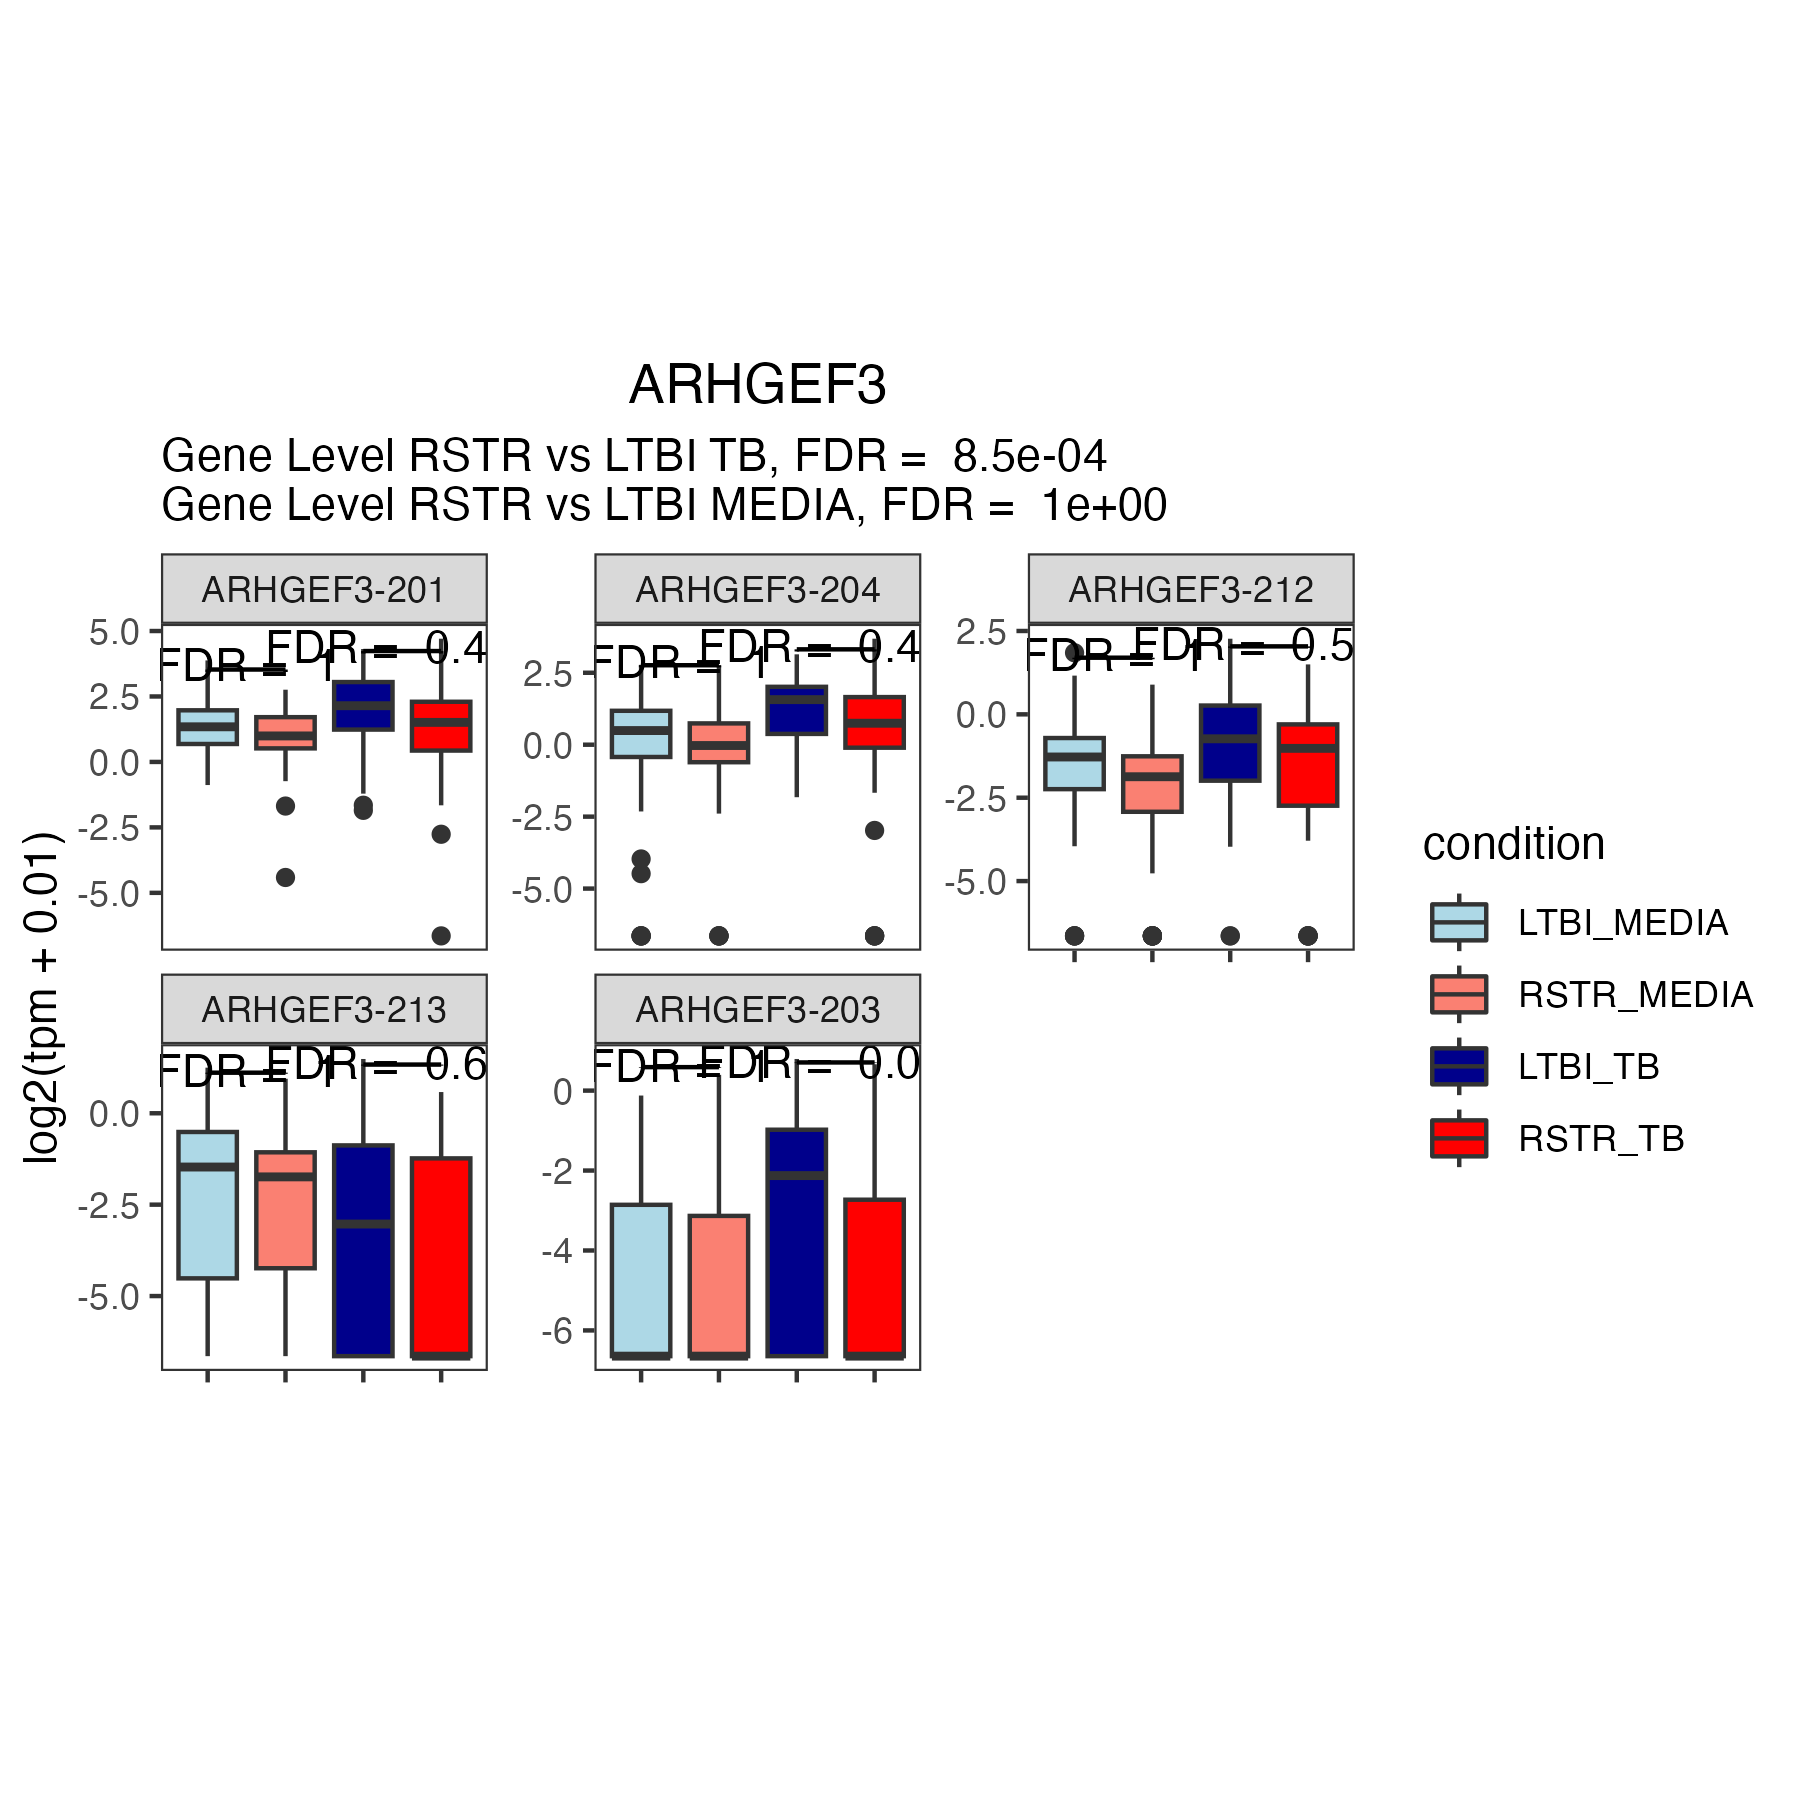 ARHGEF3
Gene Level RSTR vs LTBI TB, FDR = 8.5e-04
Gene Level RSTR vs LTBI MEDIA, FDR = 1e+00
ARHGEF3-201
FDR = 1
FDR = 0.4
5.0
2.5
0.0
-2.5
-5.0
ARHGEF3-204
FDR = 1
FDR = 0.4
2.5
0.0
-2.5
-5.0
ARHGEF3-212
FDR = 1
FDR = 0.5
2.5
0.0
-2.5
-5.0
ARHGEF3-213
FDR = 1
FDR = 0.6
0.0
-2.5
-5.0
ARHGEF3-203
FDR = 1
FDR = 0.0
0
-2
-4
-6
log2(tpm + 0.01)
condition
LTBI_MEDIA
RSTR_MEDIA
LTBI_TB
RSTR_TB